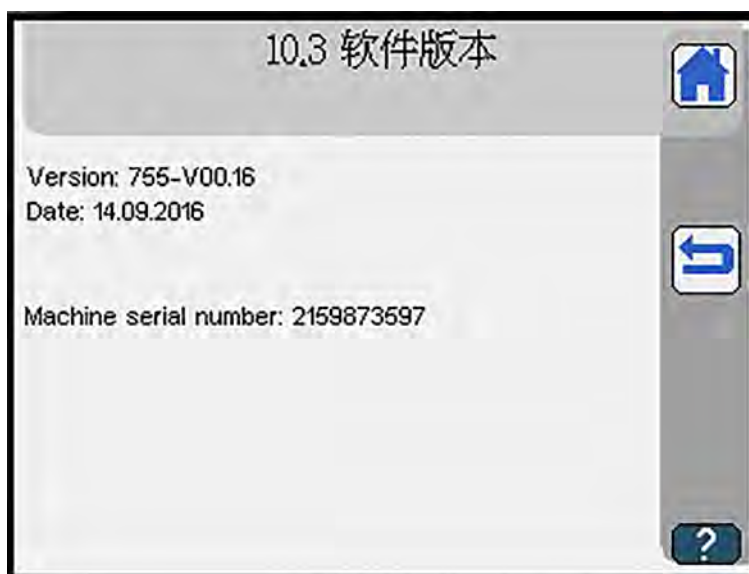 10.3 软件版本
Version: 755-V00.16
Date: 14.09.2016
Machine serial number: 2159873597
?